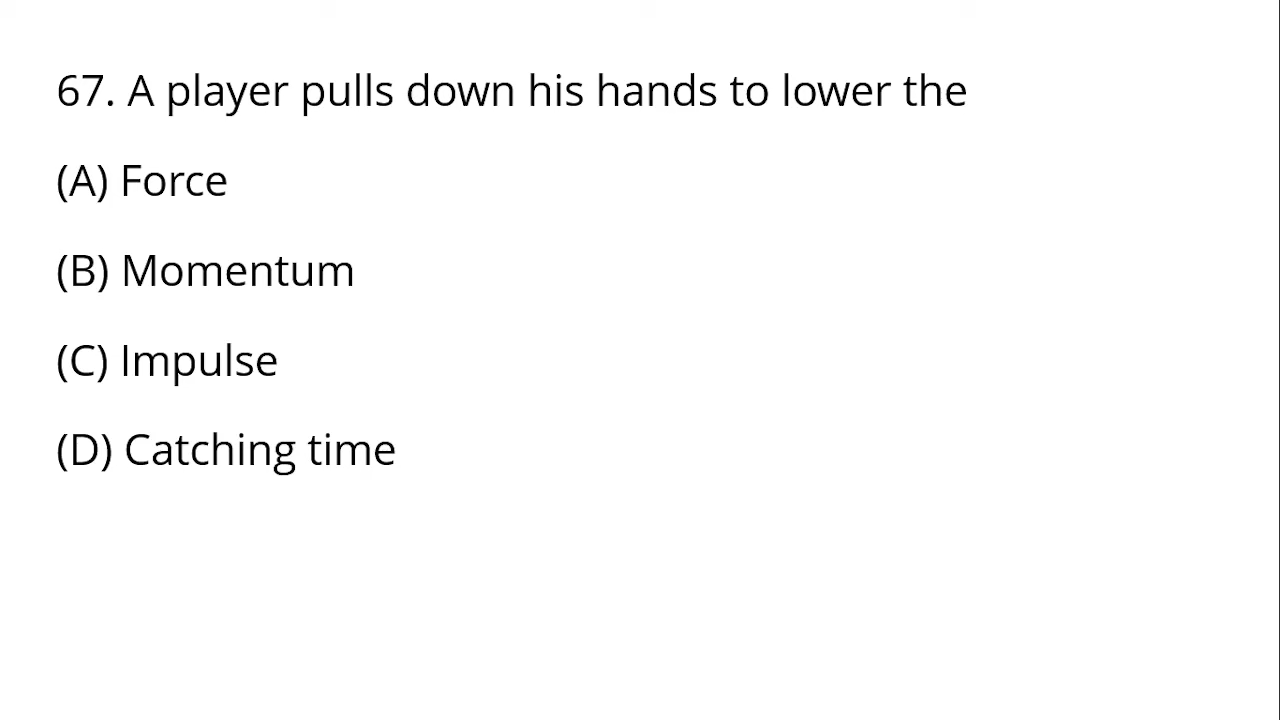 67. A player pulls down his hands to lower the
(A) Force
(B) Momentum
(C) Impulse
(D) Catching time